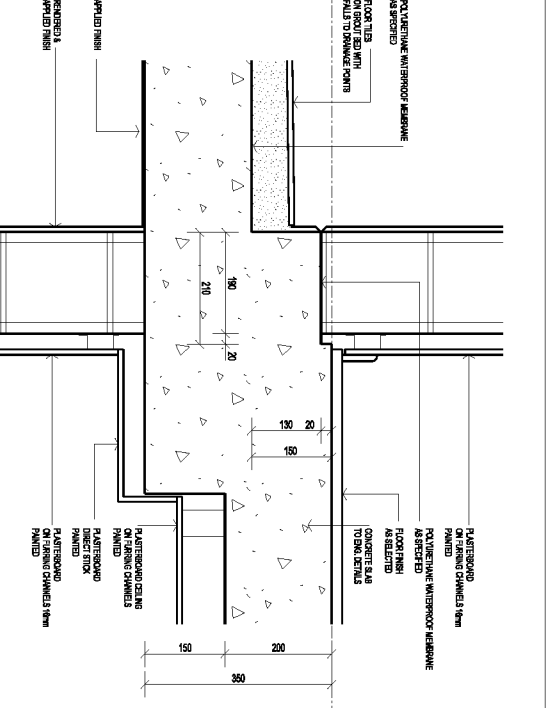 POLYURETHANE WATERPROOF MEMBRANE
AS SPECIFIED
FLOOR TILES
ON GROUT BED WITH
FALLS TO DRAINAGE POINTS
APPLIED FINISH
RENDERED &
APPLIED FINISH
190
210
20
130
20
150
PLASTERBOARD
ON FURRING CHANNELS 16mm
PAINTED
POLYURETHANE WATERPROOF MEMBRANE
AS SPECIFIED
FLOOR FINISH
AS SELECTED
CONCRETE SLAB
TO ENG. DETAILS
PLASTERBOARD CEILING
ON FURRING CHANNELS
PAINTED
PLASTERBOARD
DIRECT STICK
PAINTED
PLASTERBOARD
ON FURRING CHANNELS 16mm
PAINTED
150
200
350